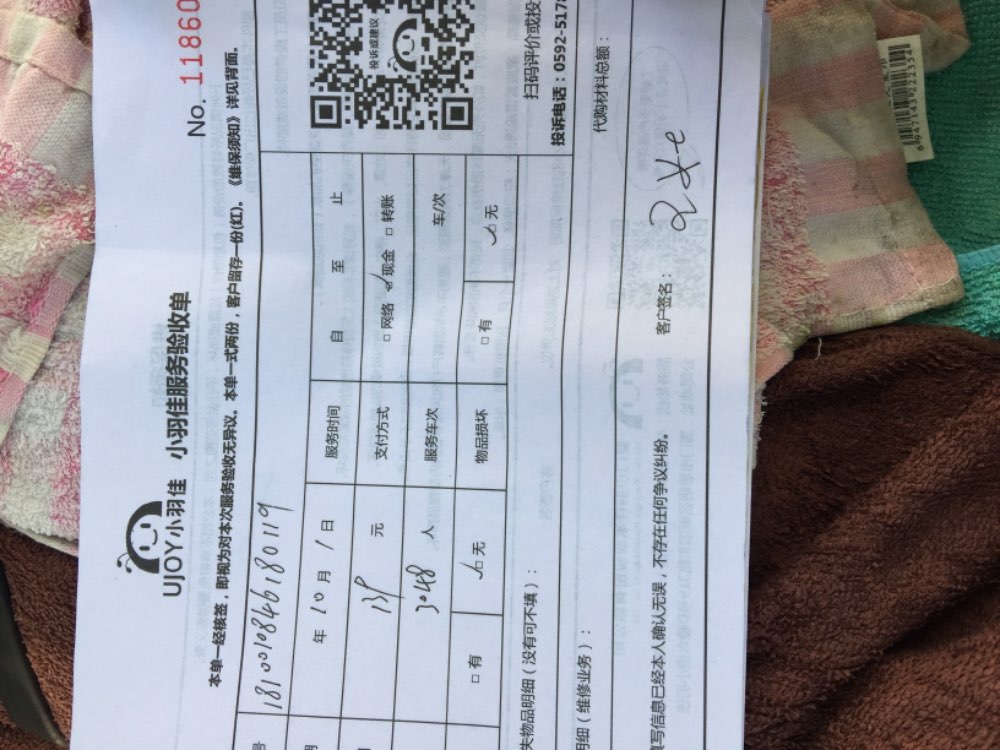 No. 11860
UJOY小羽佳 小羽佳服务验收单
本单一经核签，即视为对本次服务验收无异议。本单一式两份，客户留存一份(红)。《维保须知》详见背面。
号 1810010846180119
投诉或建议
期 年 10 月 1 日 服务时间 自 至 止
元 支付方式 □ 网络 ☑ 现金 □ 转账
3048 人 服务车次 车/次
□ 有 ☑ 无 物品损坏 □ 有 ☑ 无
扫码评价或投
失物品明细（没有可不填）： 投诉电话：0592-5178
明细（维修业务）： 代购材料总额：
填写信息已经本人确认无误，不存在任何争议纠纷。 客户签名：
6947143922354